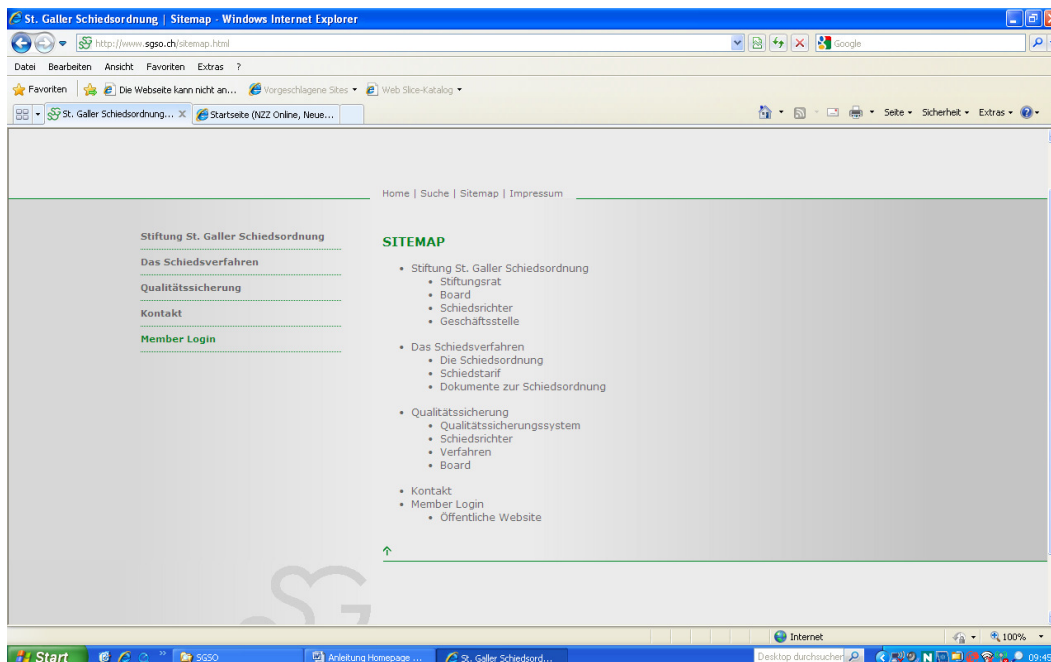 St. Galler Schiedsordnung | Sitemap - Windows Internet Explorer
http://www.sgso.ch/sitemap.html
Google
Datei Bearbeiten Ansicht Favoriten Extras ?
Favoriten Die Webseite kann nicht an... Vorgeschlagene Sites Web Slice-Katalog
St. Galler Schiedsordnung... Startseite (NZZ Online, Neue...
Seite Sicherheit Extras
Home | Suche | Sitemap | Impressum
Stiftung St. Galler Schiedsordnung
Das Schiedsverfahren
Qualitätssicherung
Kontakt
Member Login
SITEMAP
• Stiftung St. Galler Schiedsordnung
• Stiftungsrat
• Board
• Schiedsrichter
• Geschäftsstelle
• Das Schiedsverfahren
• Die Schiedsordnung
• Schiedstarif
• Dokumente zur Schiedsordnung
• Qualitätssicherung
• Qualitätssicherungssystem
• Schiedsrichter
• Verfahren
• Board
• Kontakt
• Member Login
• Öffentliche Website
SG
Internet 100%
Start SGSO Anleitung Homepage ... St. Galler Schiedsord... Desktop durchsuchen 09:45